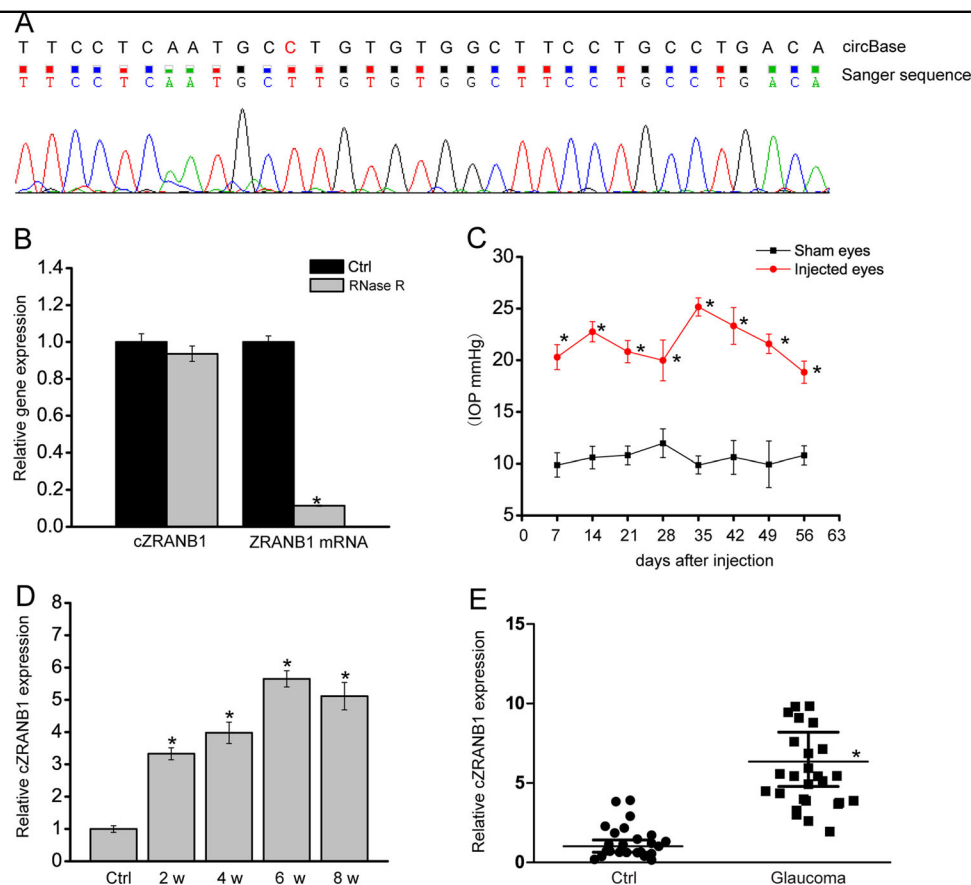 A
T T C C T C A A T G C C T G T G T G G C T T C C T G C C T G A C A circBase
T T C C T C A A T G C T T G T G T G G C T T C C T G C C T G A C A Sanger sequence
B
Relative gene expression
1.4
1.2
1.0
0.8
0.6
0.4
0.2
0.0
Ctrl
RNase R
*
cZRANB1 ZRANB1 mRNA
C
(IOP mmHg)
30
25
20
15
10
5
Sham eyes
Injected eyes
* * * * * * * *
0 7 14 21 28 35 42 49 56 63
days after injection
D
Relative cZRANB1 expression
8
7
6
5
4
3
2
1
0
* * * *
Ctrl 2 w 4 w 6 w 8 w
E
Relative cZRANB1 expression
15
10
5
0
*
Ctrl Glaucoma